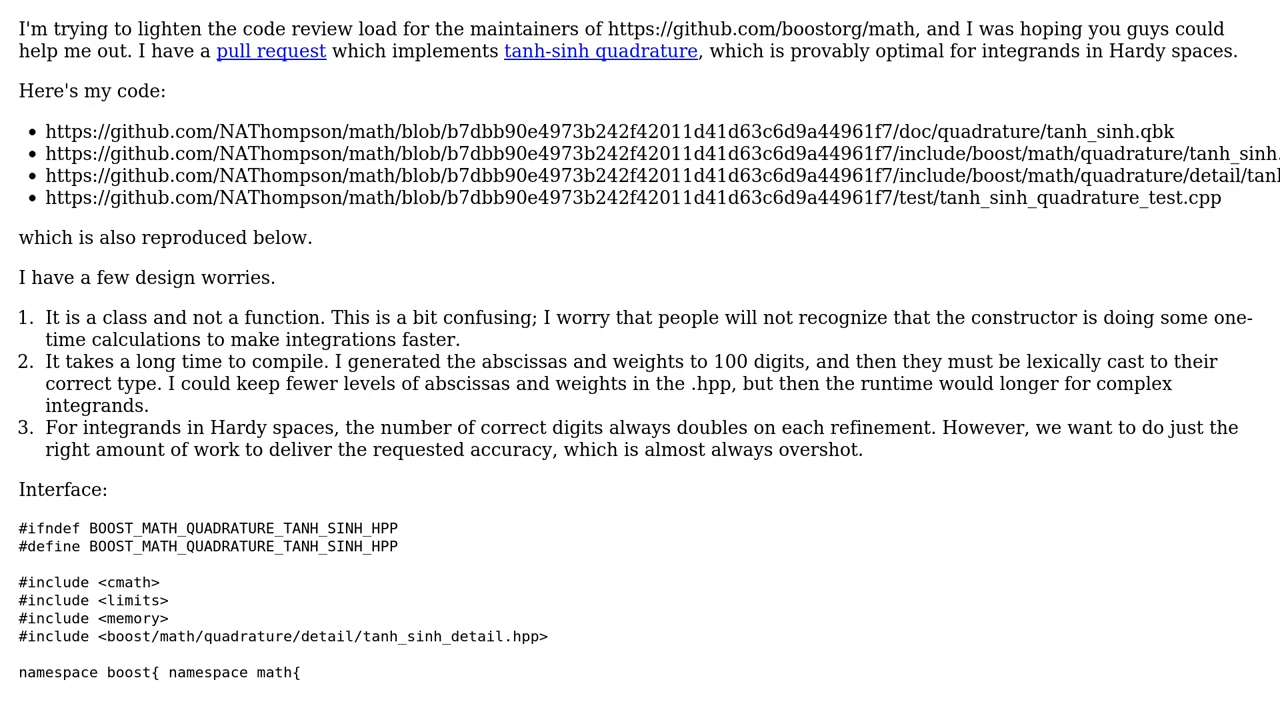 I'm trying to lighten the code review load for the maintainers of https://github.com/boostorg/math, and I was hoping you guys could
help me out. I have a pull request which implements tanh-sinh quadrature, which is provably optimal for integrands in Hardy spaces.
Here's my code:
• https://github.com/NAThompson/math/blob/b7dbb90e4973b242f42011d41d63c6d9a44961f7/doc/quadrature/tanh_sinh.qbk
• https://github.com/NAThompson/math/blob/b7dbb90e4973b242f42011d41d63c6d9a44961f7/include/boost/math/quadrature/tanh_sinh.
• https://github.com/NAThompson/math/blob/b7dbb90e4973b242f42011d41d63c6d9a44961f7/include/boost/math/quadrature/detail/tanh
• https://github.com/NAThompson/math/blob/b7dbb90e4973b242f42011d41d63c6d9a44961f7/test/tanh_sinh_quadrature_test.cpp
which is also reproduced below.
I have a few design worries.
1. It is a class and not a function. This is a bit confusing; I worry that people will not recognize that the constructor is doing some one-
time calculations to make integrations faster.
2. It takes a long time to compile. I generated the abscissas and weights to 100 digits, and then they must be lexically cast to their
correct type. I could keep fewer levels of abscissas and weights in the .hpp, but then the runtime would longer for complex
integrands.
3. For integrands in Hardy spaces, the number of correct digits always doubles on each refinement. However, we want to do just the
right amount of work to deliver the requested accuracy, which is almost always overshot.
Interface:
#ifndef BOOST_MATH_QUADRATURE_TANH_SINH_HPP
#define BOOST_MATH_QUADRATURE_TANH_SINH_HPP
#include <cmath>
#include <limits>
#include <memory>
#include <boost/math/quadrature/detail/tanh_sinh_detail.hpp>
namespace boost{ namespace math{